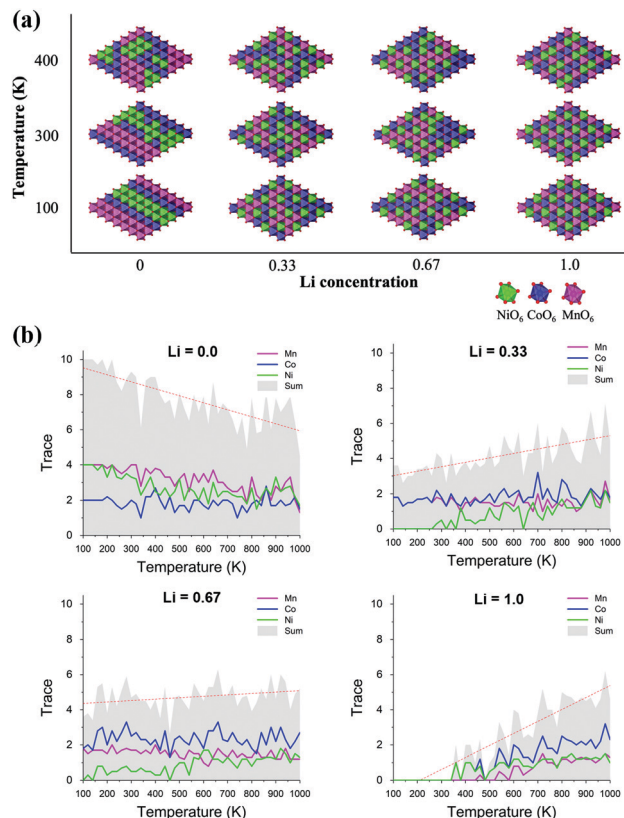 (a)
Temperature (K)
400
300
100
0 0.33 0.67 1.0
Li concentration
NiO₆ CoO₆ MnO₆
(b)
Li = 0.0
Mn
Co
Ni
Sum
Trace
10
8
6
4
2
0
100 200 300 400 500 600 700 800 900 1000
Temperature (K)
Li = 0.33
Mn
Co
Ni
Sum
Trace
10
8
6
4
2
0
100 200 300 400 500 600 700 800 900 1000
Temperature (K)
Li = 0.67
Mn
Co
Ni
Sum
Trace
10
8
6
4
2
0
100 200 300 400 500 600 700 800 900 1000
Temperature (K)
Li = 1.0
Mn
Co
Ni
Sum
Trace
10
8
6
4
2
0
100 200 300 400 500 600 700 800 900 1000
Temperature (K)